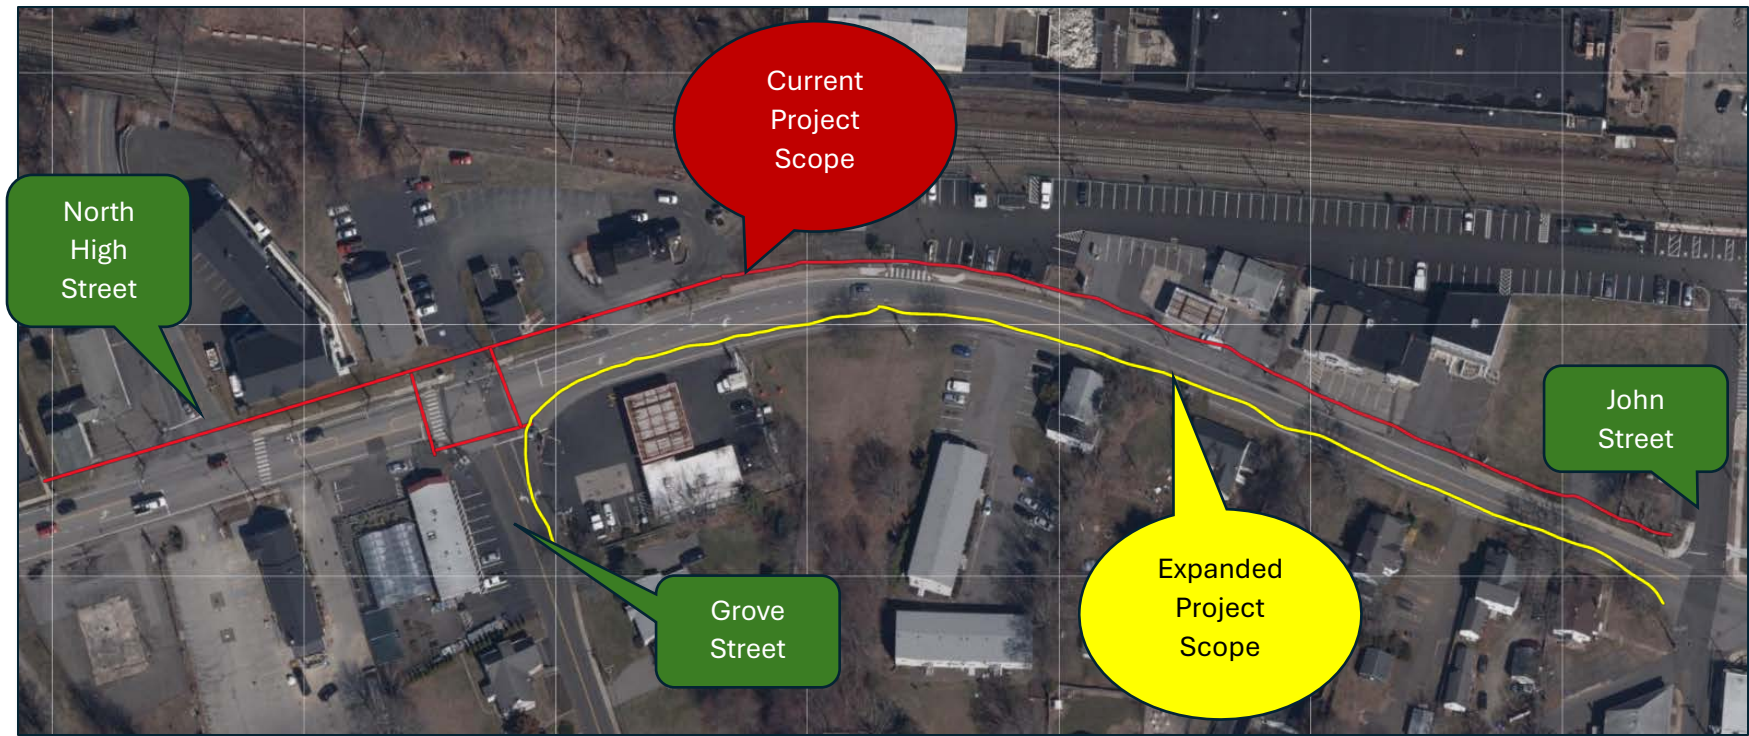 Current
Project
Scope
North
High
Street
John
Street
Expanded
Project
Scope
Grove
Street